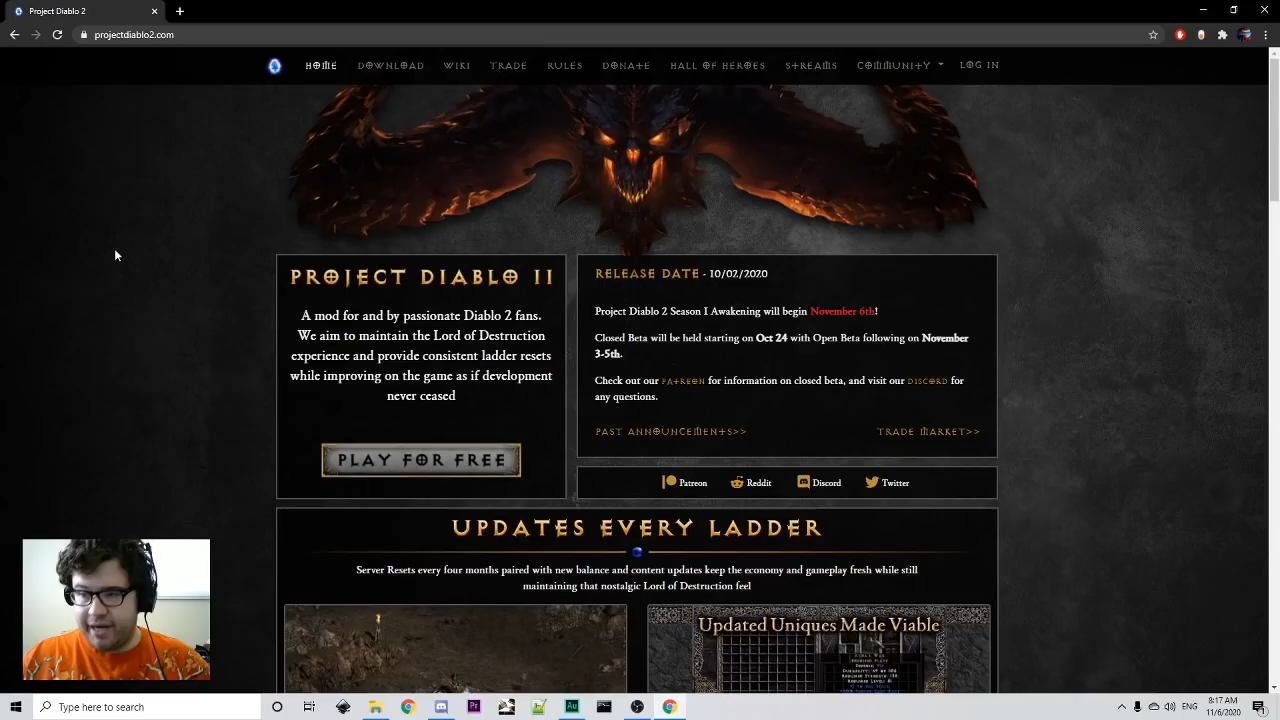 Project Diablo 2
projectdiablo2.com
HOME DOWNLOAD WIKI TRADE RULES DONATE HALL OF HEROES STREAMS COMMUNITY LOG IN
PROJECT DIABLO II
A mod for and by passionate Diablo 2 fans.
We aim to maintain the Lord of Destruction
experience and provide consistent ladder resets
while improving on the game as if development
never ceased
PLAY FOR FREE
RELEASE DATE - 10/02/2020
Project Diablo 2 Season I Awakening will begin November 6th!
Closed Beta will be held starting on Oct 24 with Open Beta following on November
3-5th.
Check out our PATREON for information on closed beta, and visit our DISCORD for
any questions.
PAST ANNOUNCEMENTS>> TRADE MARKET>>
Patreon Reddit Discord Twitter
UPDATES EVERY LADDER
Server Resets every four months paired with new balance and content updates keep the economy and gameplay fresh while still
maintaining that nostalgic Lord of Destruction feel
Updated Uniques Made Viable
Type here to search
ENG
8:17 AM
11/6/2020